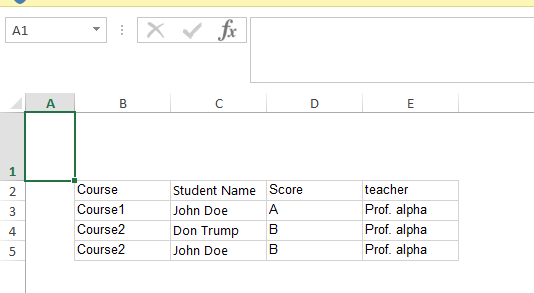 A1 fx
A B C D E
1
2 Course Student Name Score teacher
3 Course1 John Doe A Prof. alpha
4 Course2 Don Trump B Prof. alpha
5 Course2 John Doe B Prof. alpha